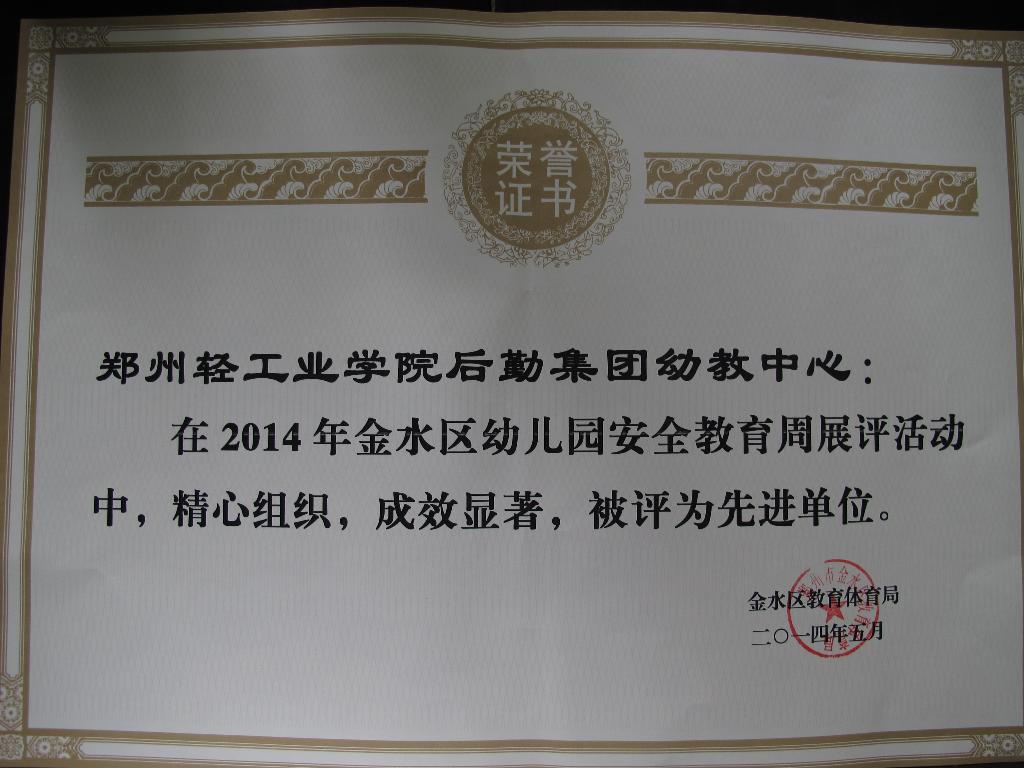 荣誉
证书
郑州轻工业学院后勤集团幼教中心：
在2014年金水区幼儿园安全教育周展评活动
中，精心组织，成效显著，被评为先进单位。
金水区教育体育局
二〇一四年五月